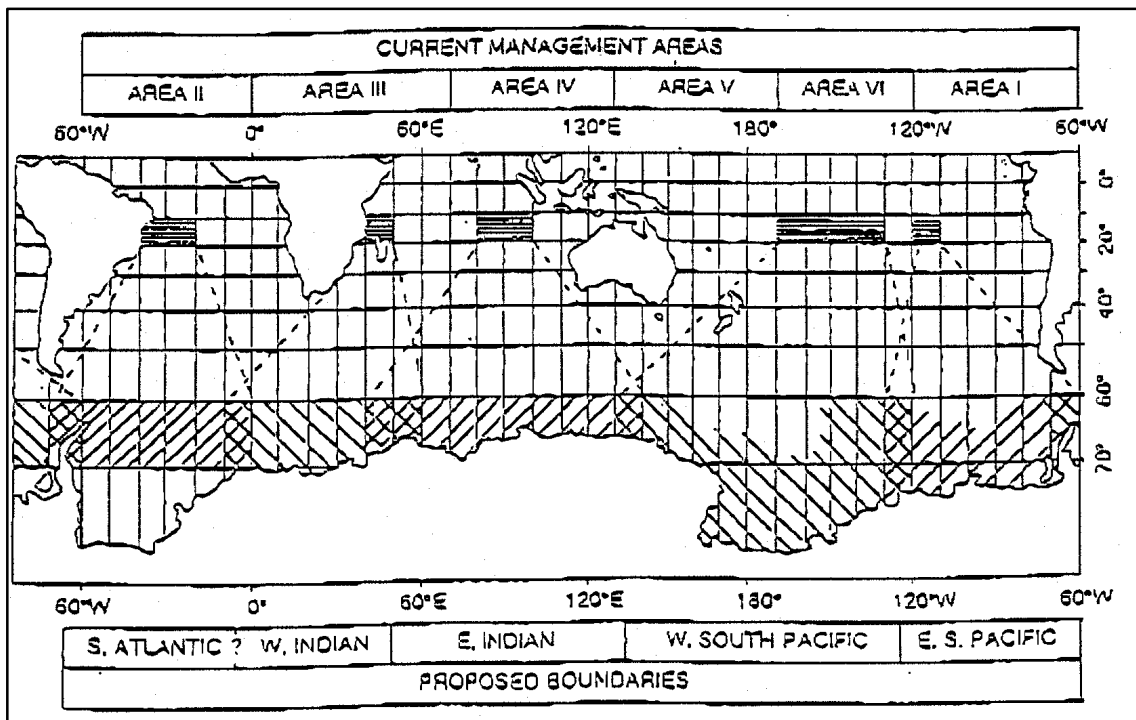 CURRENT MANAGEMENT AREAS
AREA II AREA III AREA IV AREA V AREA VI AREA I
60°W 0° 60°E 120°E 180° 120°W 60°W
0°
20°
40°
60°
70°
60°W 0° 60°E 120°E 180° 120°W 60°W
S. ATLANTIC ? W. INDIAN E. INDIAN W. SOUTH PACIFIC E. S. PACIFIC
PROPOSED BOUNDARIES